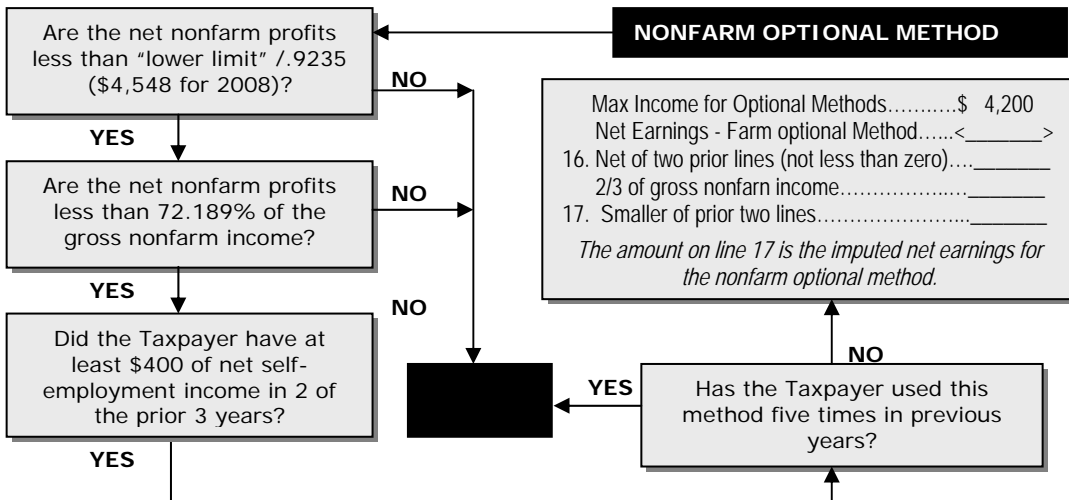 NONFARM OPTIONAL METHOD
Are the net nonfarm profits
less than "lower limit" /.9235
($4,548 for 2008)?
NO
YES
Are the net nonfarm profits
less than 72.189% of the
gross nonfarm income?
NO
YES
Did the Taxpayer have at
least $400 of net self-
employment income in 2 of
the prior 3 years?
NO
YES
Has the Taxpayer used this
method five times in previous
years?
YES
NO
Max Income for Optional Methods...........$ 4,200
Net Earnings - Farm optional Method......<_______>
16. Net of two prior lines (not less than zero)...._______
2/3 of gross nonfarn income......................_______
17. Smaller of prior two lines........................_______
The amount on line 17 is the imputed net earnings for
the nonfarm optional method.